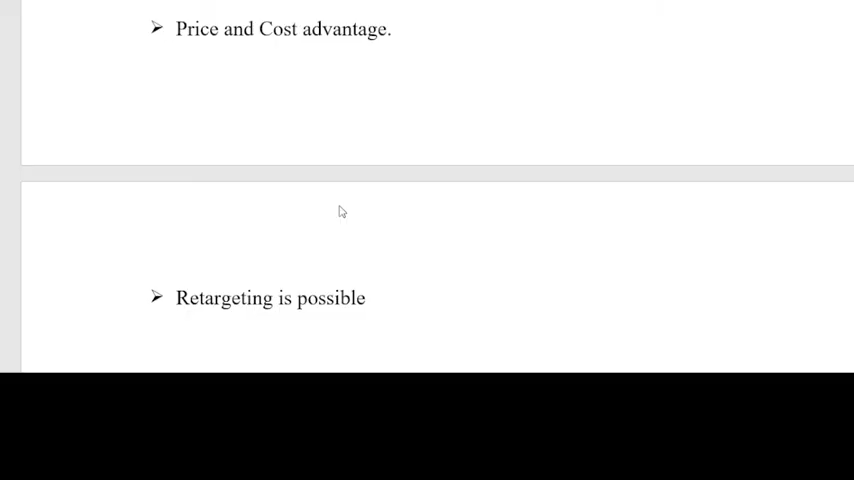 ➢ Price and Cost advantage.
➢ Retargeting is possible